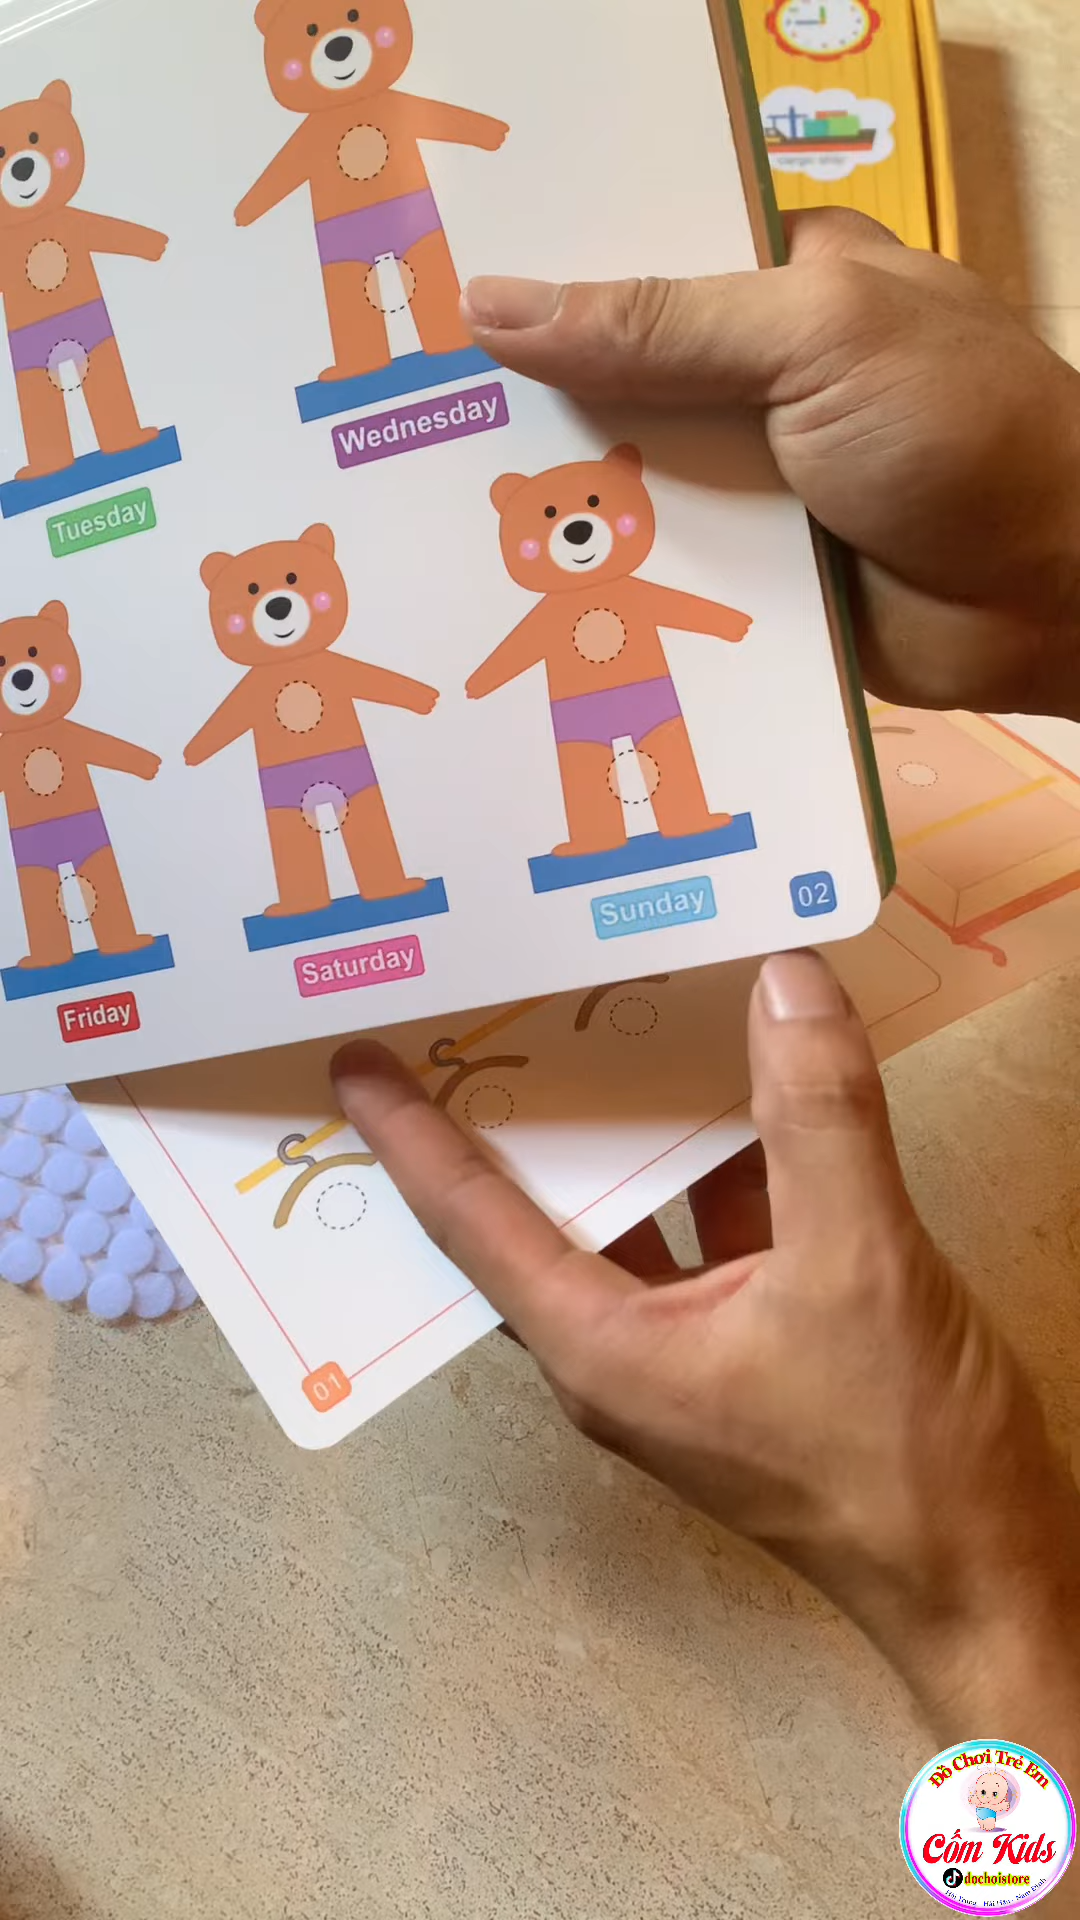 Wednesday
Tuesday
Sunday
02
Saturday
Friday
01
Đồ Chơi Trẻ Em
Cốm Kids
dochoistore